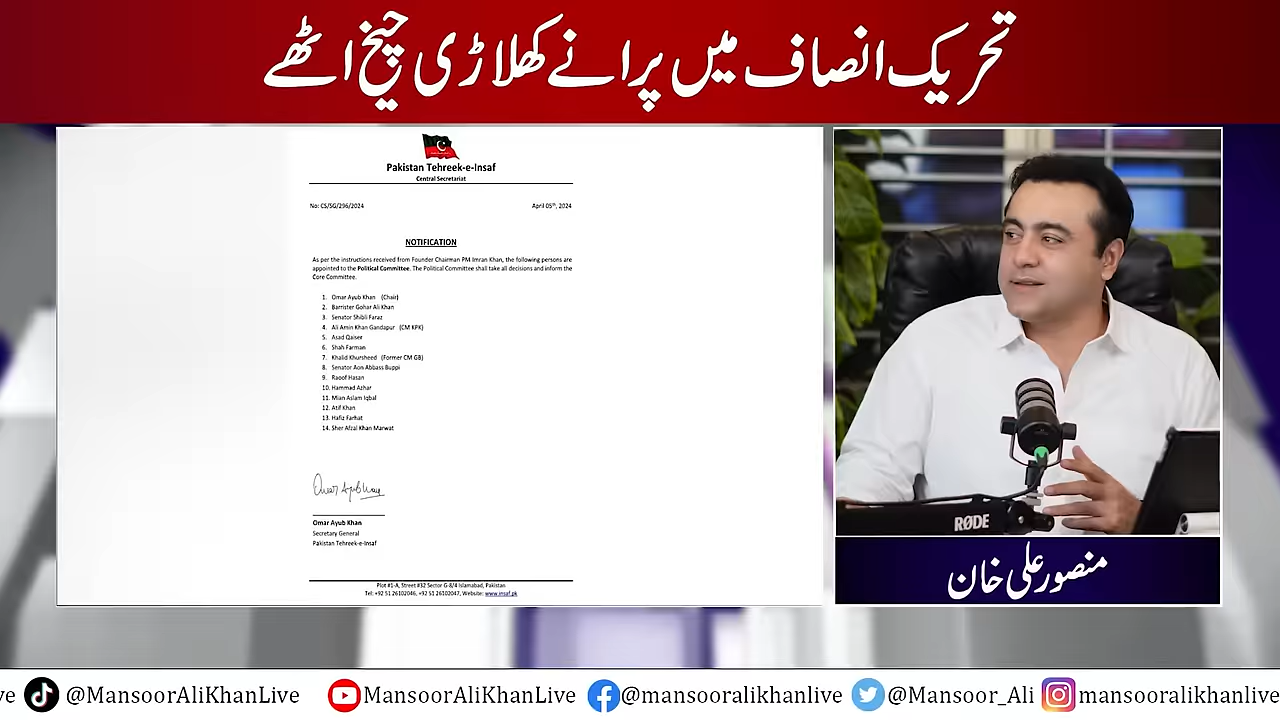 تحریک انصاف میں پرانے کھلاڑی چیخ اٹھے
Pakistan Tehreek-e-Insaf
Central Secretariat
No: CS/SG/296/2024
April 05th, 2024
NOTIFICATION
As per the instructions received from Founder Chairman PM Imran Khan, the following persons are
appointed to the Political Committee. The Political Committee shall take all decisions and inform the
Core Committee.
1. Omar Ayub Khan (Chair)
2. Barrister Gohar Ali Khan
3. Senator Shibli Faraz
4. Ali Amin Khan Gandapur (CM KPK)
5. Asad Qaiser
6. Shah Farman
7. Khalid Khursheed (Former CM GB)
8. Senator Aon Abbass Buppi
9. Raoof Hasan
10. Hammad Azhar
11. Mian Aslam Iqbal
12. Atif Khan
13. Hafiz Farhat
14. Sher Afzal Khan Marwat
Omar Ayub Khan
Omar Ayub Khan
Secretary General
Pakistan Tehreek-e-Insaf
Plot #1-A, Street #32 Sector G-8/4 Islamabad, Pakistan
Tel: +92 51 26102046, +92 51 26102047, Website: www.insaf.pk
RØDE
منصور علی خان
ve @MansoorAliKhanLive MansoorAliKhanLive @mansooralikhanlive @Mansoor_Ali mansooralikhanlive